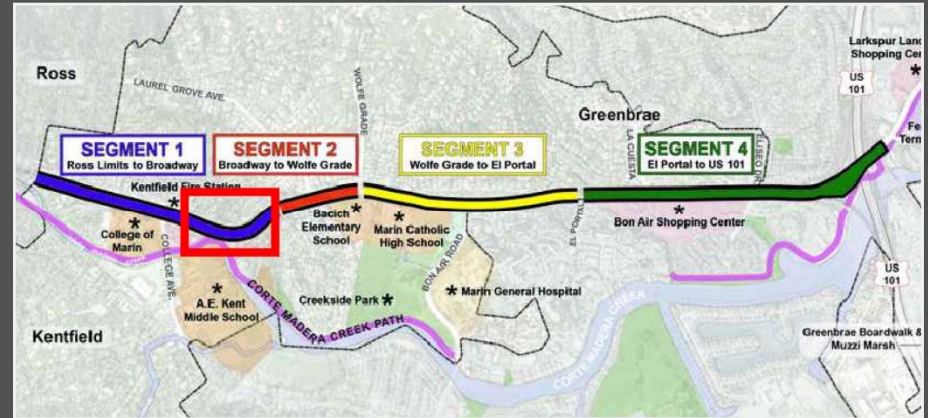 Ross
LAUREL GROVE AVE.
WOLFE GRADE
Greenbrae
LA CUESTA
ELISEO DR.
US
101
Larkspur Land
Shopping Cen
SEGMENT 1
Ross Limits to Broadway
SEGMENT 2
Broadway to Wolfe Grade
SEGMENT 3
Wolfe Grade to El Portal
SEGMENT 4
El Portal to US 101
Fe
Tern
Kentfield Fire Station
College of
Marin
COLLEGE AVE.
Bacich
Elementary
School
Marin Catholic
High School
BON AIR ROAD
EL PORTAL
Bon Air Shopping Center
A.E. Kent
Middle School
Creekside Park
Marin General Hospital
CORTE MADERA CREEK PATH
CORTE MADERA CREEK
US
101
Kentfield
Greenbrae Boardwalk &
Muzzi Marsh